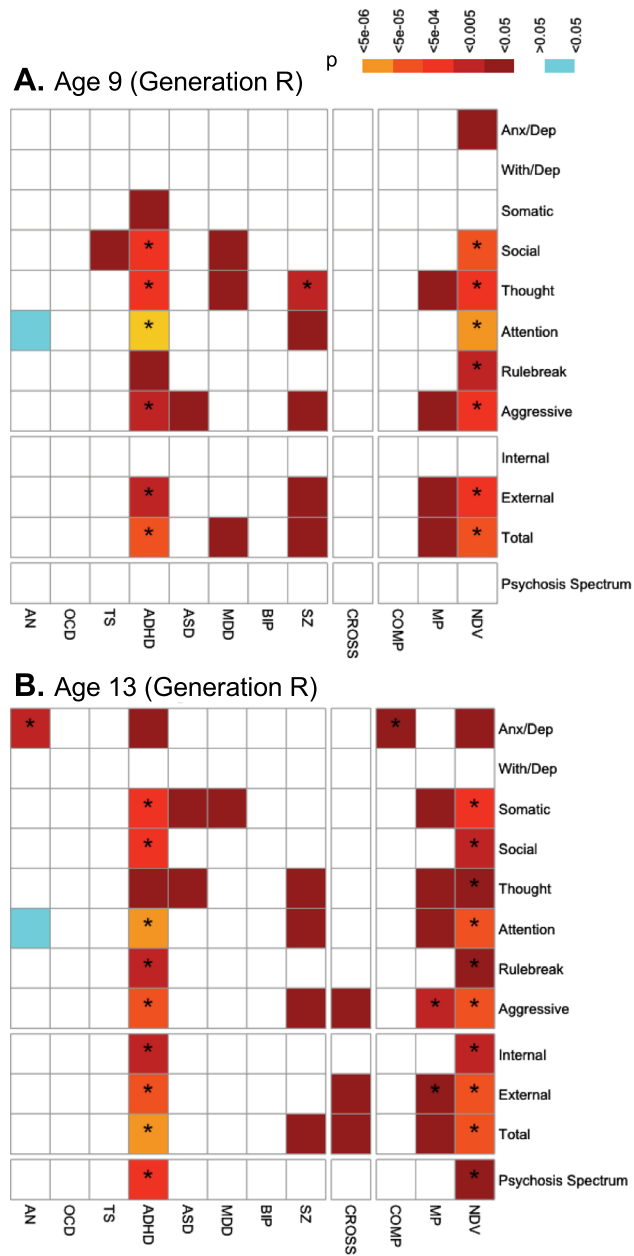 p <5e-06 <5e-05 <5e-04 <0.005 <0.05 >0.05 <0.05
A. Age 9 (Generation R)
Anx/Dep
With/Dep
Somatic
* * Social
* * * Thought
* * Attention
* Rulebreak
* * Aggressive
Internal
* * External
* * Total
Psychosis Spectrum
AN OCD TS ADHD ASD MDD BIP SZ CROSS COMP MP NDV
B. Age 13 (Generation R)
* * Anx/Dep
With/Dep
* * Somatic
* * Social
* Thought
* * Attention
* * Rulebreak
* * * Aggressive
* * Internal
* * * External
* * Total
* * Psychosis Spectrum
AN OCD TS ADHD ASD MDD BIP SZ CROSS COMP MP NDV